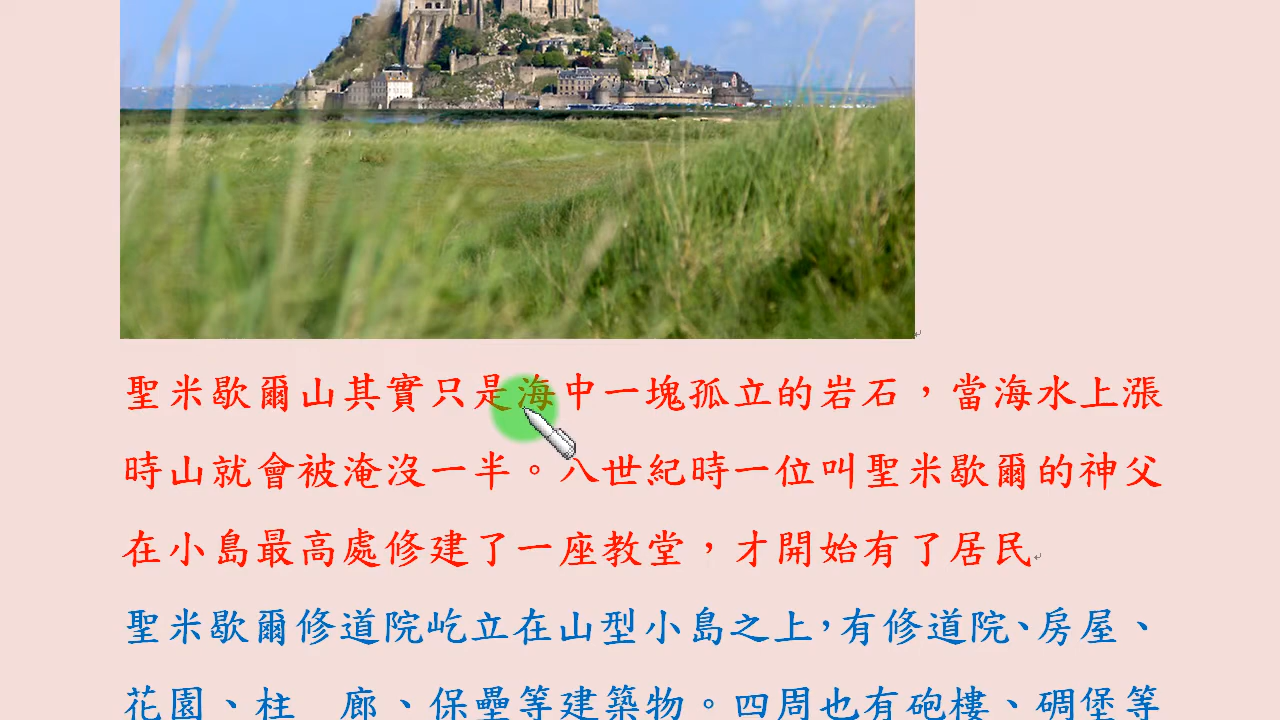 聖米歇爾山其實只是海中一塊孤立的岩石，當海水上漲
時山就會被淹沒一半。八世紀時一位叫聖米歇爾的神父
在小島最高處修建了一座教堂，才開始有了居民
聖米歇爾修道院屹立在山型小島之上，有修道院、房屋、
花園、柱　廊、保壘等建築物。四周也有砲樓、碉堡等